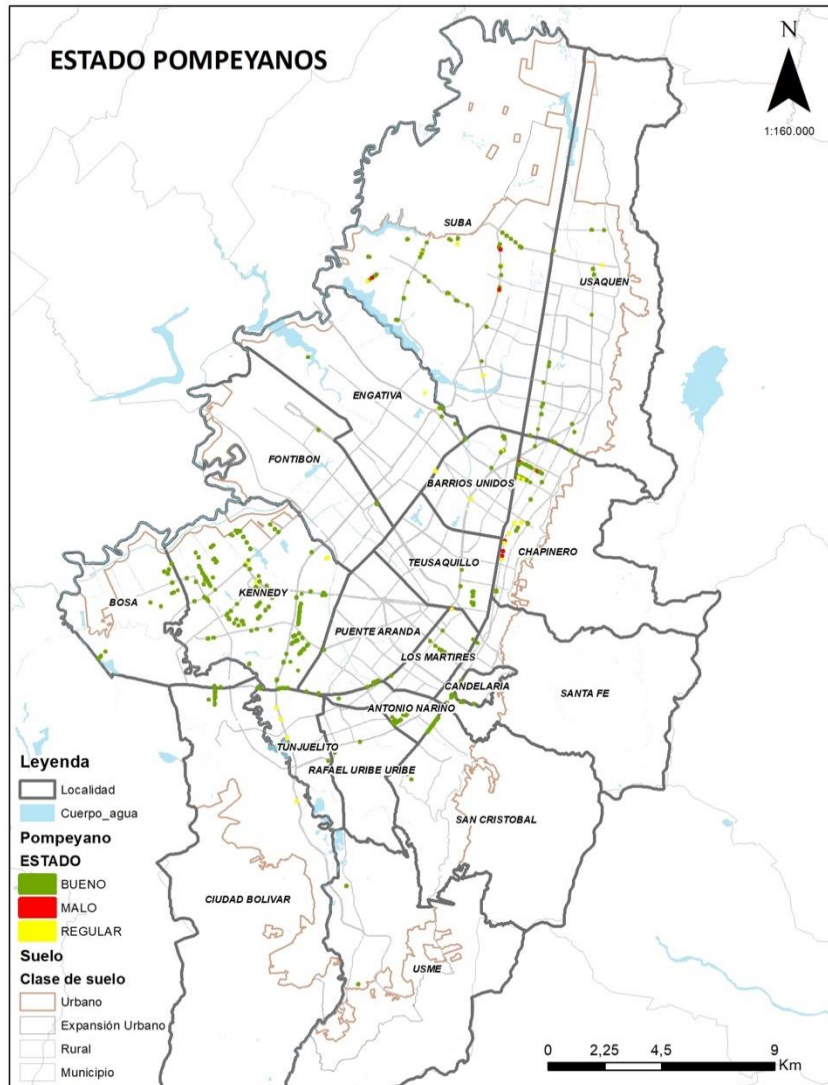 ESTADO POMPEYANOS
N
1:160.000
SUBA
USAQUEN
ENGATIVA
FONTIBON
BARRIOS UNIDOS
TEUSAQUILLO
CHAPINERO
BOSA
KENNEDY
PUENTE ARANDA
LOS MARTIRES
CANDELARIA
SANTA FE
ANTONIO NARIÑO
TUNJUELITO
RAFAEL URIBE URIBE
SAN CRISTOBAL
CIUDAD BOLIVAR
USME
Leyenda
Localidad
Cuerpo_agua
Pompeyano
ESTADO
BUENO
MALO
REGULAR
Suelo
Clase de suelo
Urbano
Expansión Urbano
Rural
Municipio
0 2,25 4,5 9
Km